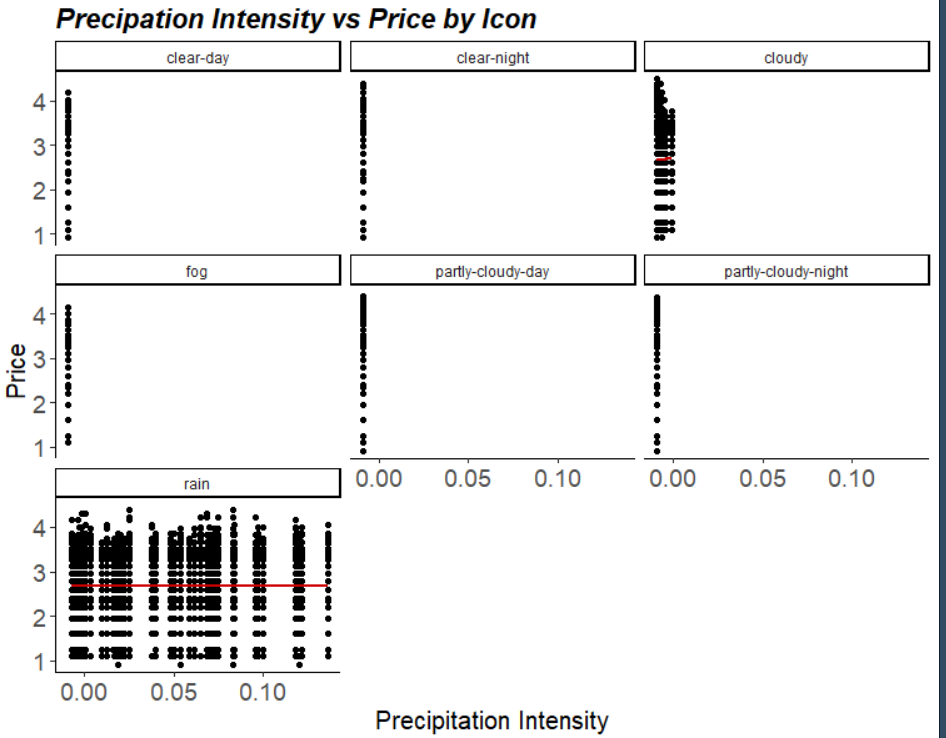 Precipation Intensity vs Price by Icon
clear-day
clear-night
cloudy
4
3
2
1
fog
partly-cloudy-day
partly-cloudy-night
4
3
2
1
Price
0.00 0.05 0.10
0.00 0.05 0.10
rain
4
3
2
1
0.00 0.05 0.10
Precipitation Intensity